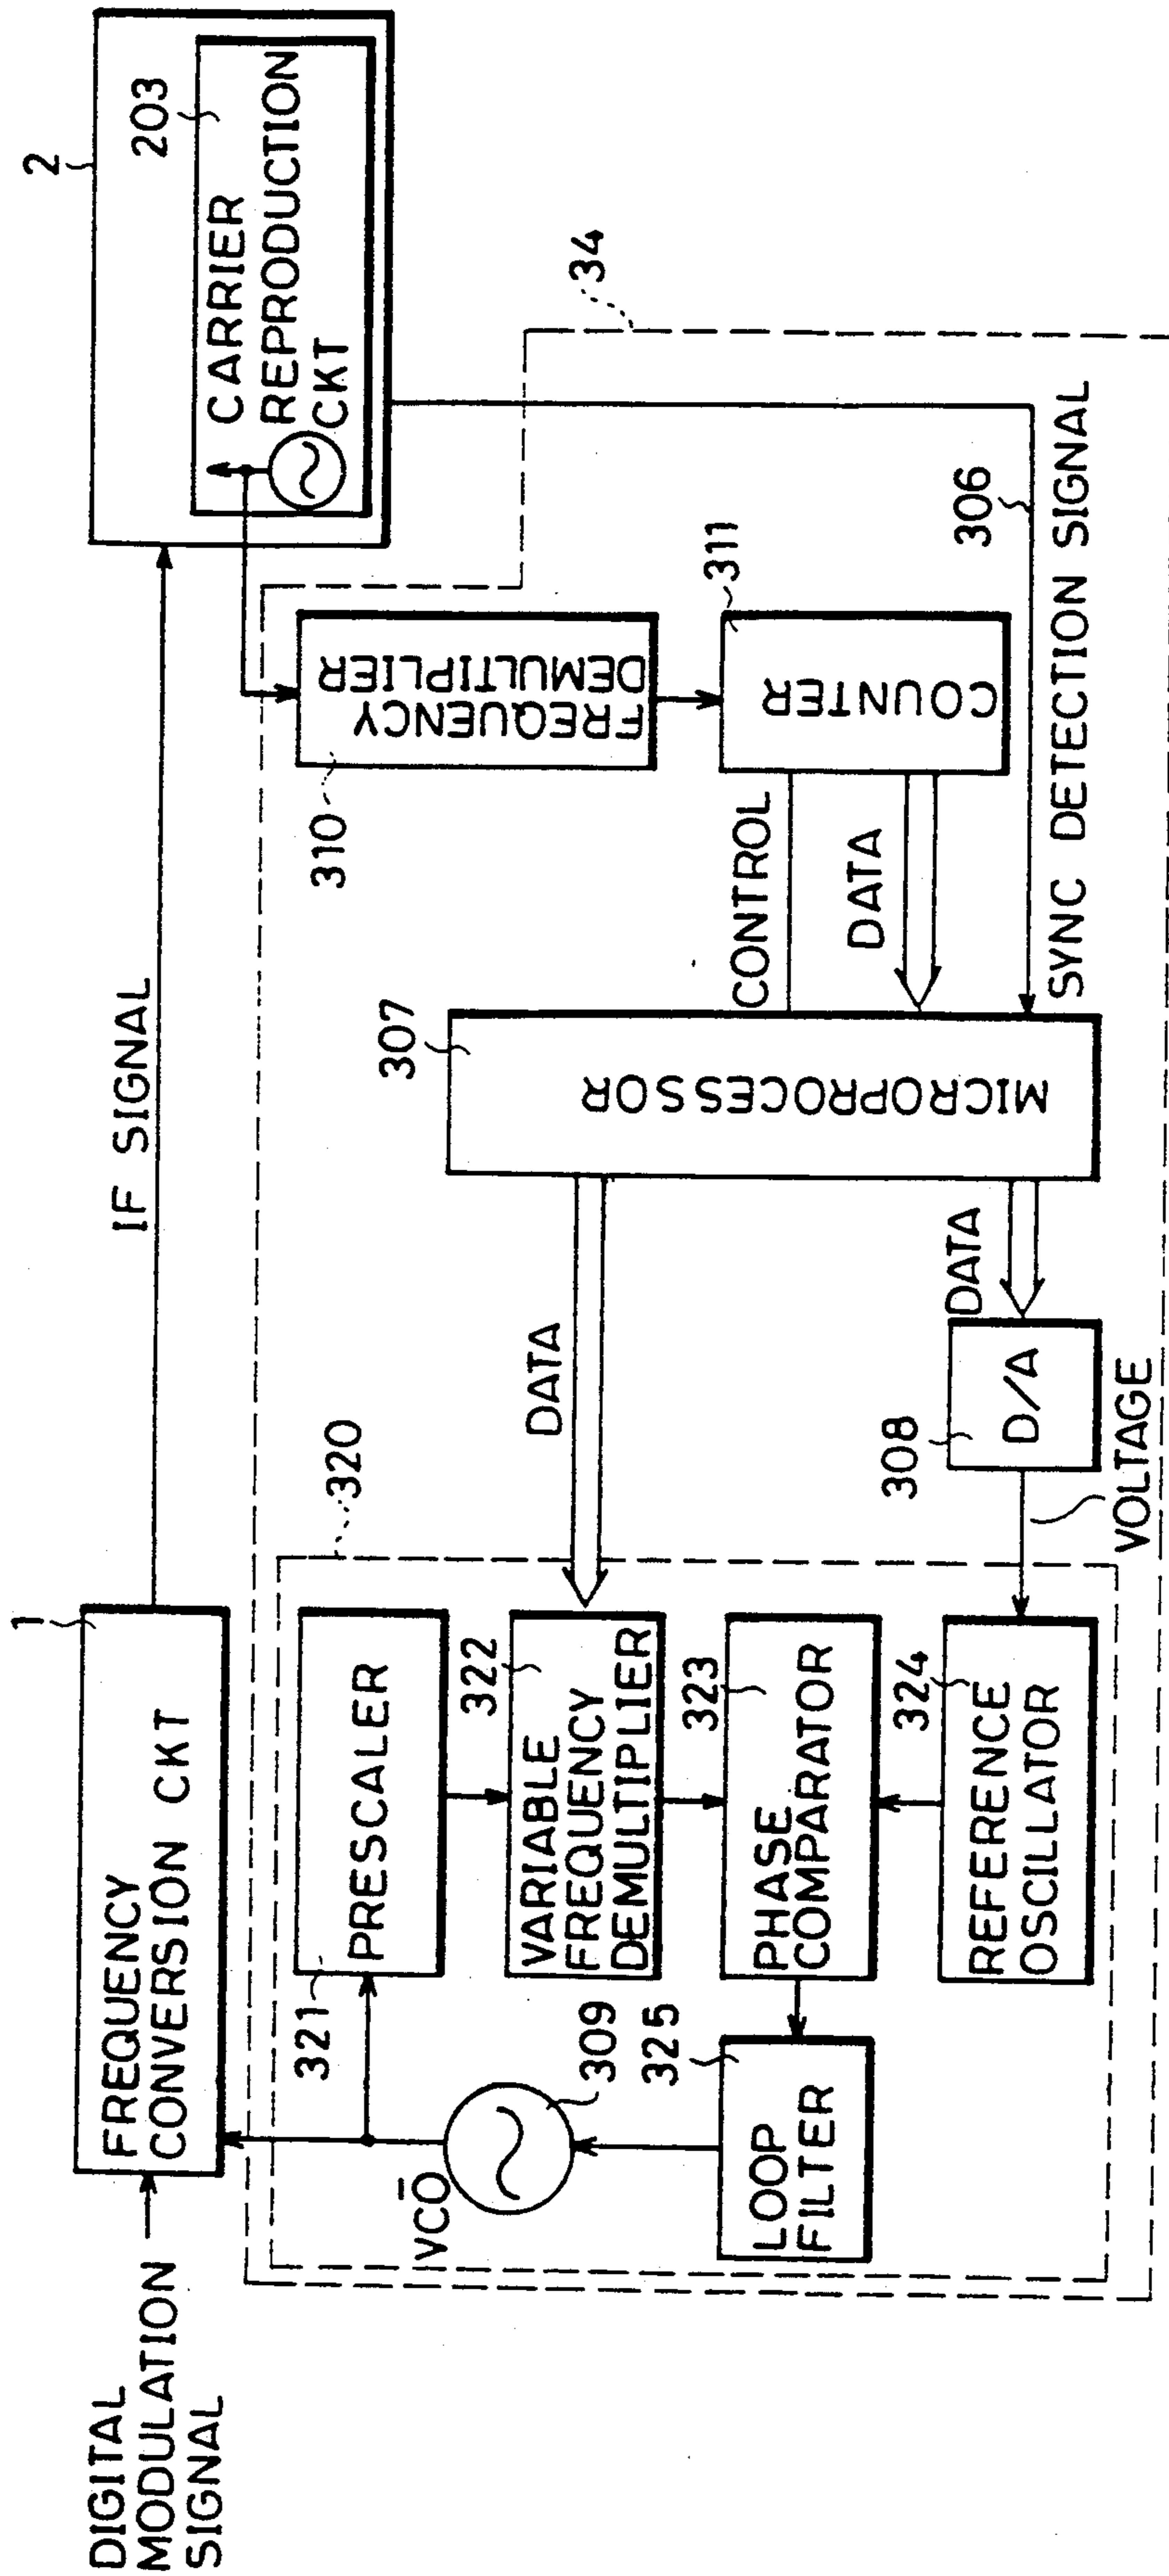 DIGITAL
MODULATION
SIGNAL
1
FREQUENCY
CONVERSION CKT
IF SIGNAL
2
203
CARRIER
REPRODUCTION
CKT
34
320
321
PRESCALER
322
VARIABLE
FREQUENCY
DEMULTIPLIER
323
PHASE
COMPARATOR
324
REFERENCE
OSCILLATOR
325
LOOP
FILTER
309
VCO
DATA
307
MICROPROCESSOR
DATA
308
D/A
VOLTAGE
310
FREQUENCY
DEMULTIPLIER
311
COUNTER
CONTROL
DATA
306
SYNC DETECTION SIGNAL